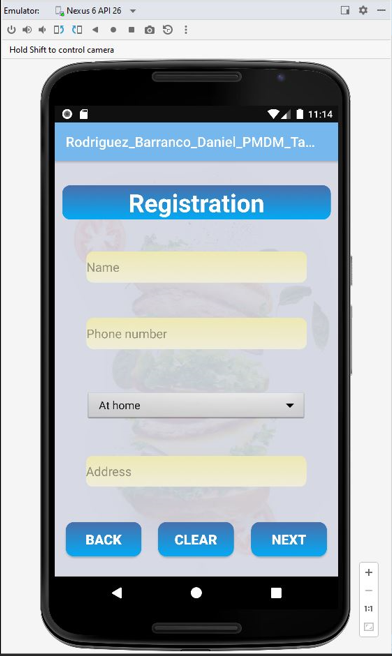 Emulator: Nexus 6 API 26
Hold Shift to control camera
11:14
Rodriguez_Barranco_Daniel_PMDM_Ta...
Registration
Name
Phone number
At home
Address
BACK CLEAR NEXT
1:1